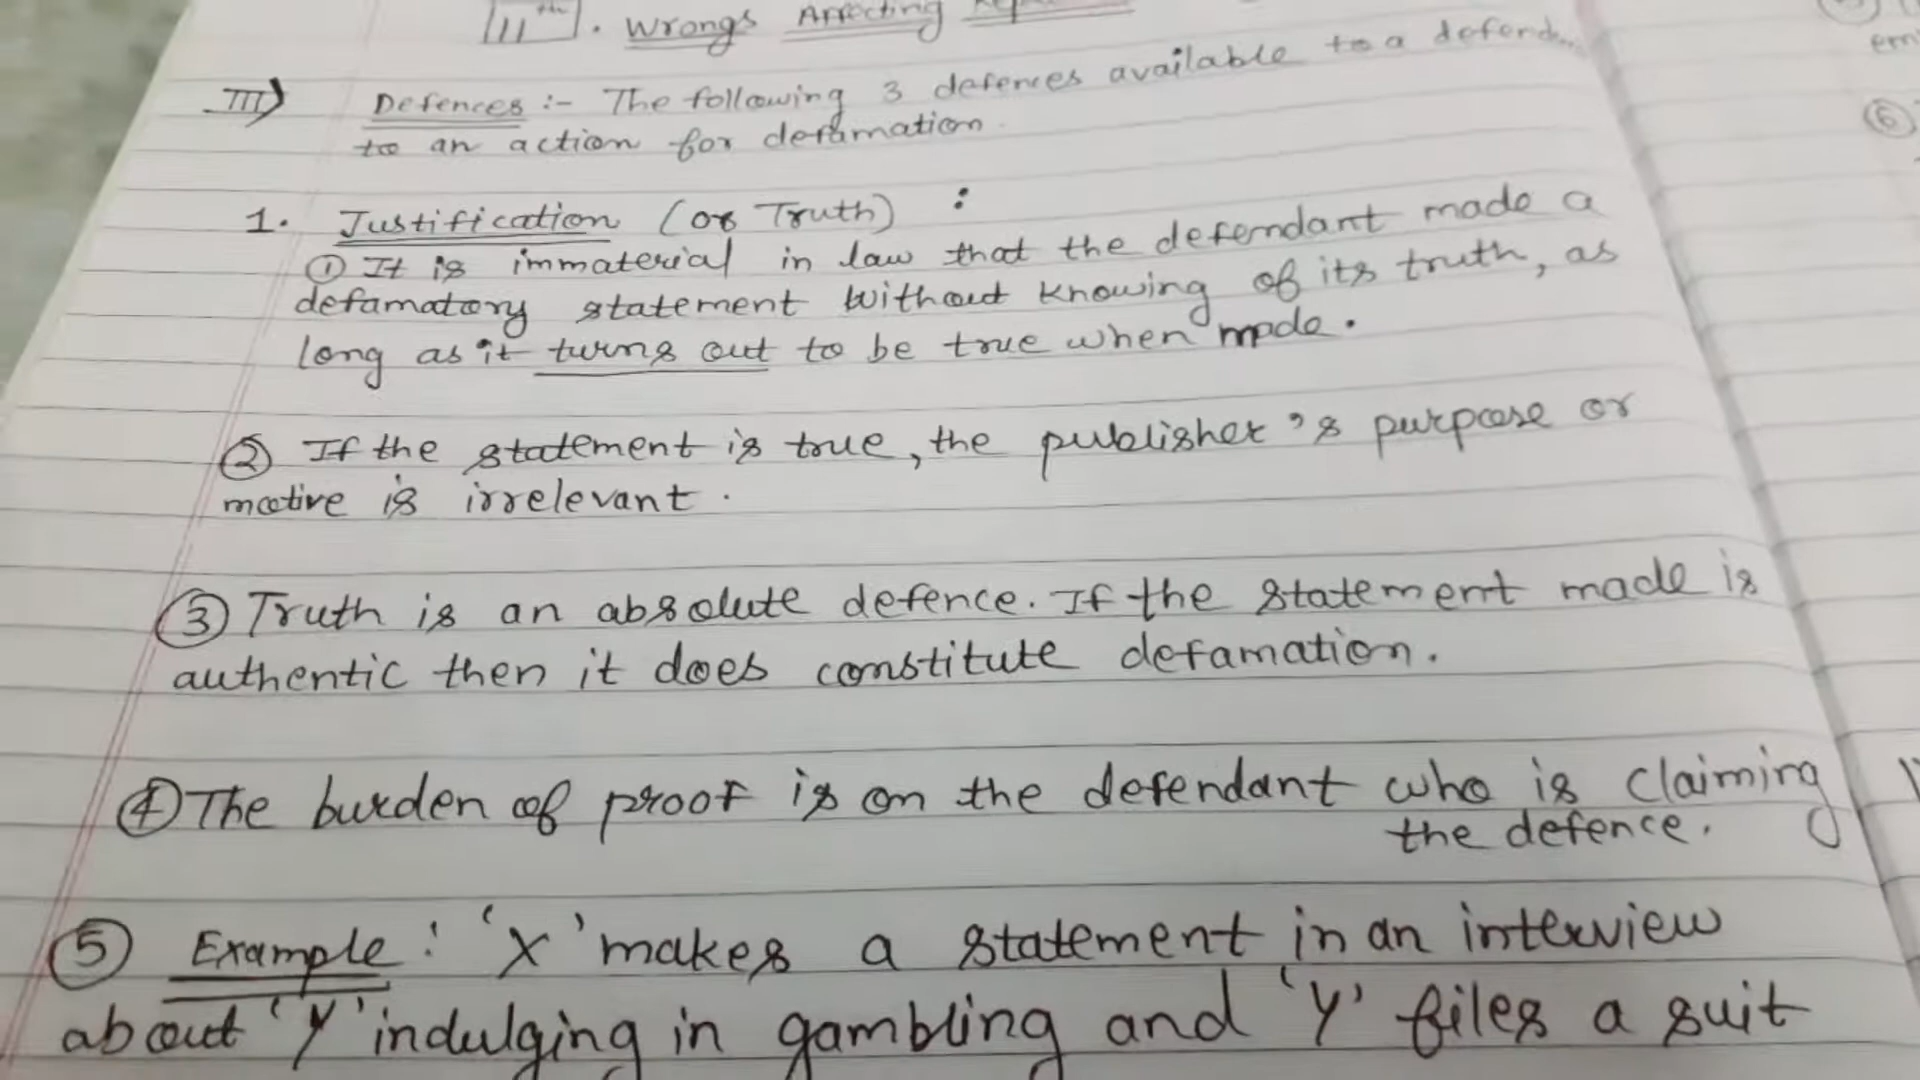 11th. Wrongs Affecting
III) Defences :- The following 3 defences available to a
to an action for defamation.
1. Justification (or Truth) :
① It is immaterial in law that the defendant made a
defamatory statement without knowing of its truth, as
long as it turns out to be true when made.
② If the statement is true, the publisher's purpose or
motive is irrelevant.
③ Truth is an absolute defence. If the statement made is
authentic then it does constitute defamation.
④ The burden of proof is on the defendant who is claiming
the defence.
⑤ Example : 'X' makes a statement in an interview
about 'Y' indulging in gambling and 'Y' files a suit
⑥